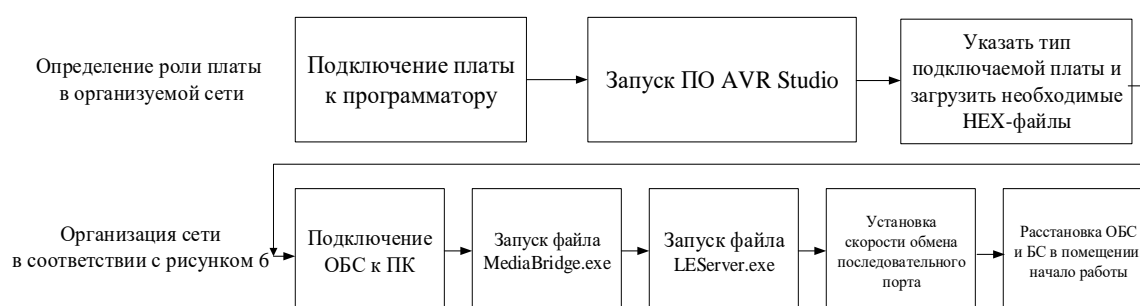 Определение роли платы
в организуемой сети
Подключение платы
к программатору
Запуск ПО AVR Studio
Указать тип
подключаемой платы и
загрузить необходимые
HEX-файлы
Организация сети
в соответствии с рисунком 6
Подключение
ОБС к ПК
Запуск файла
MediaBridge.exe
Запуск файла
LEServer.exe
Установка
скорости обмена
последовательного
порта
Расстановка ОБС
и БС в помещении
начало работы